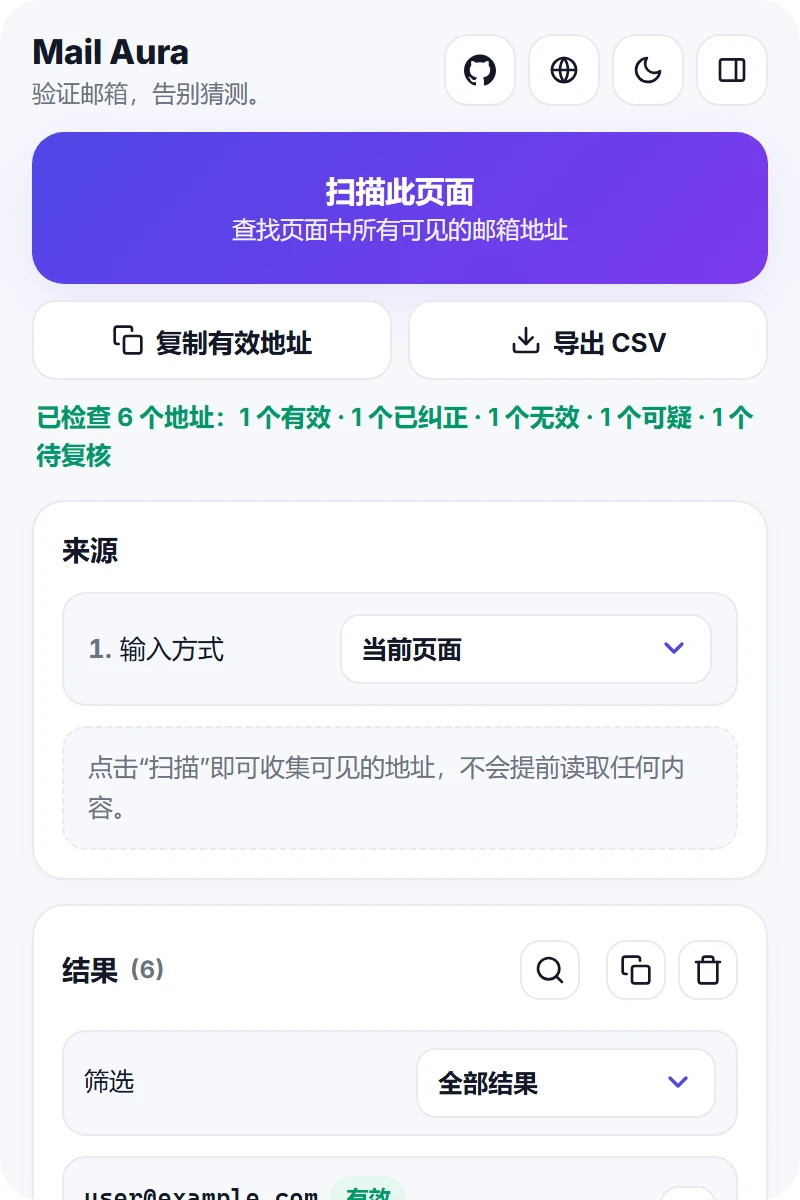 Mail Aura
验证邮箱，告别猜测。
扫描此页面
查找页面中所有可见的邮箱地址
复制有效地址
导出 CSV
已检查 6 个地址：1 个有效 · 1 个已纠正 · 1 个无效 · 1 个可疑 · 1 个
待复核
来源
1. 输入方式
当前页面
点击“扫描”即可收集可见的地址，不会提前读取任何内
容。
结果 (6)
筛选
全部结果
user@example.com 有效